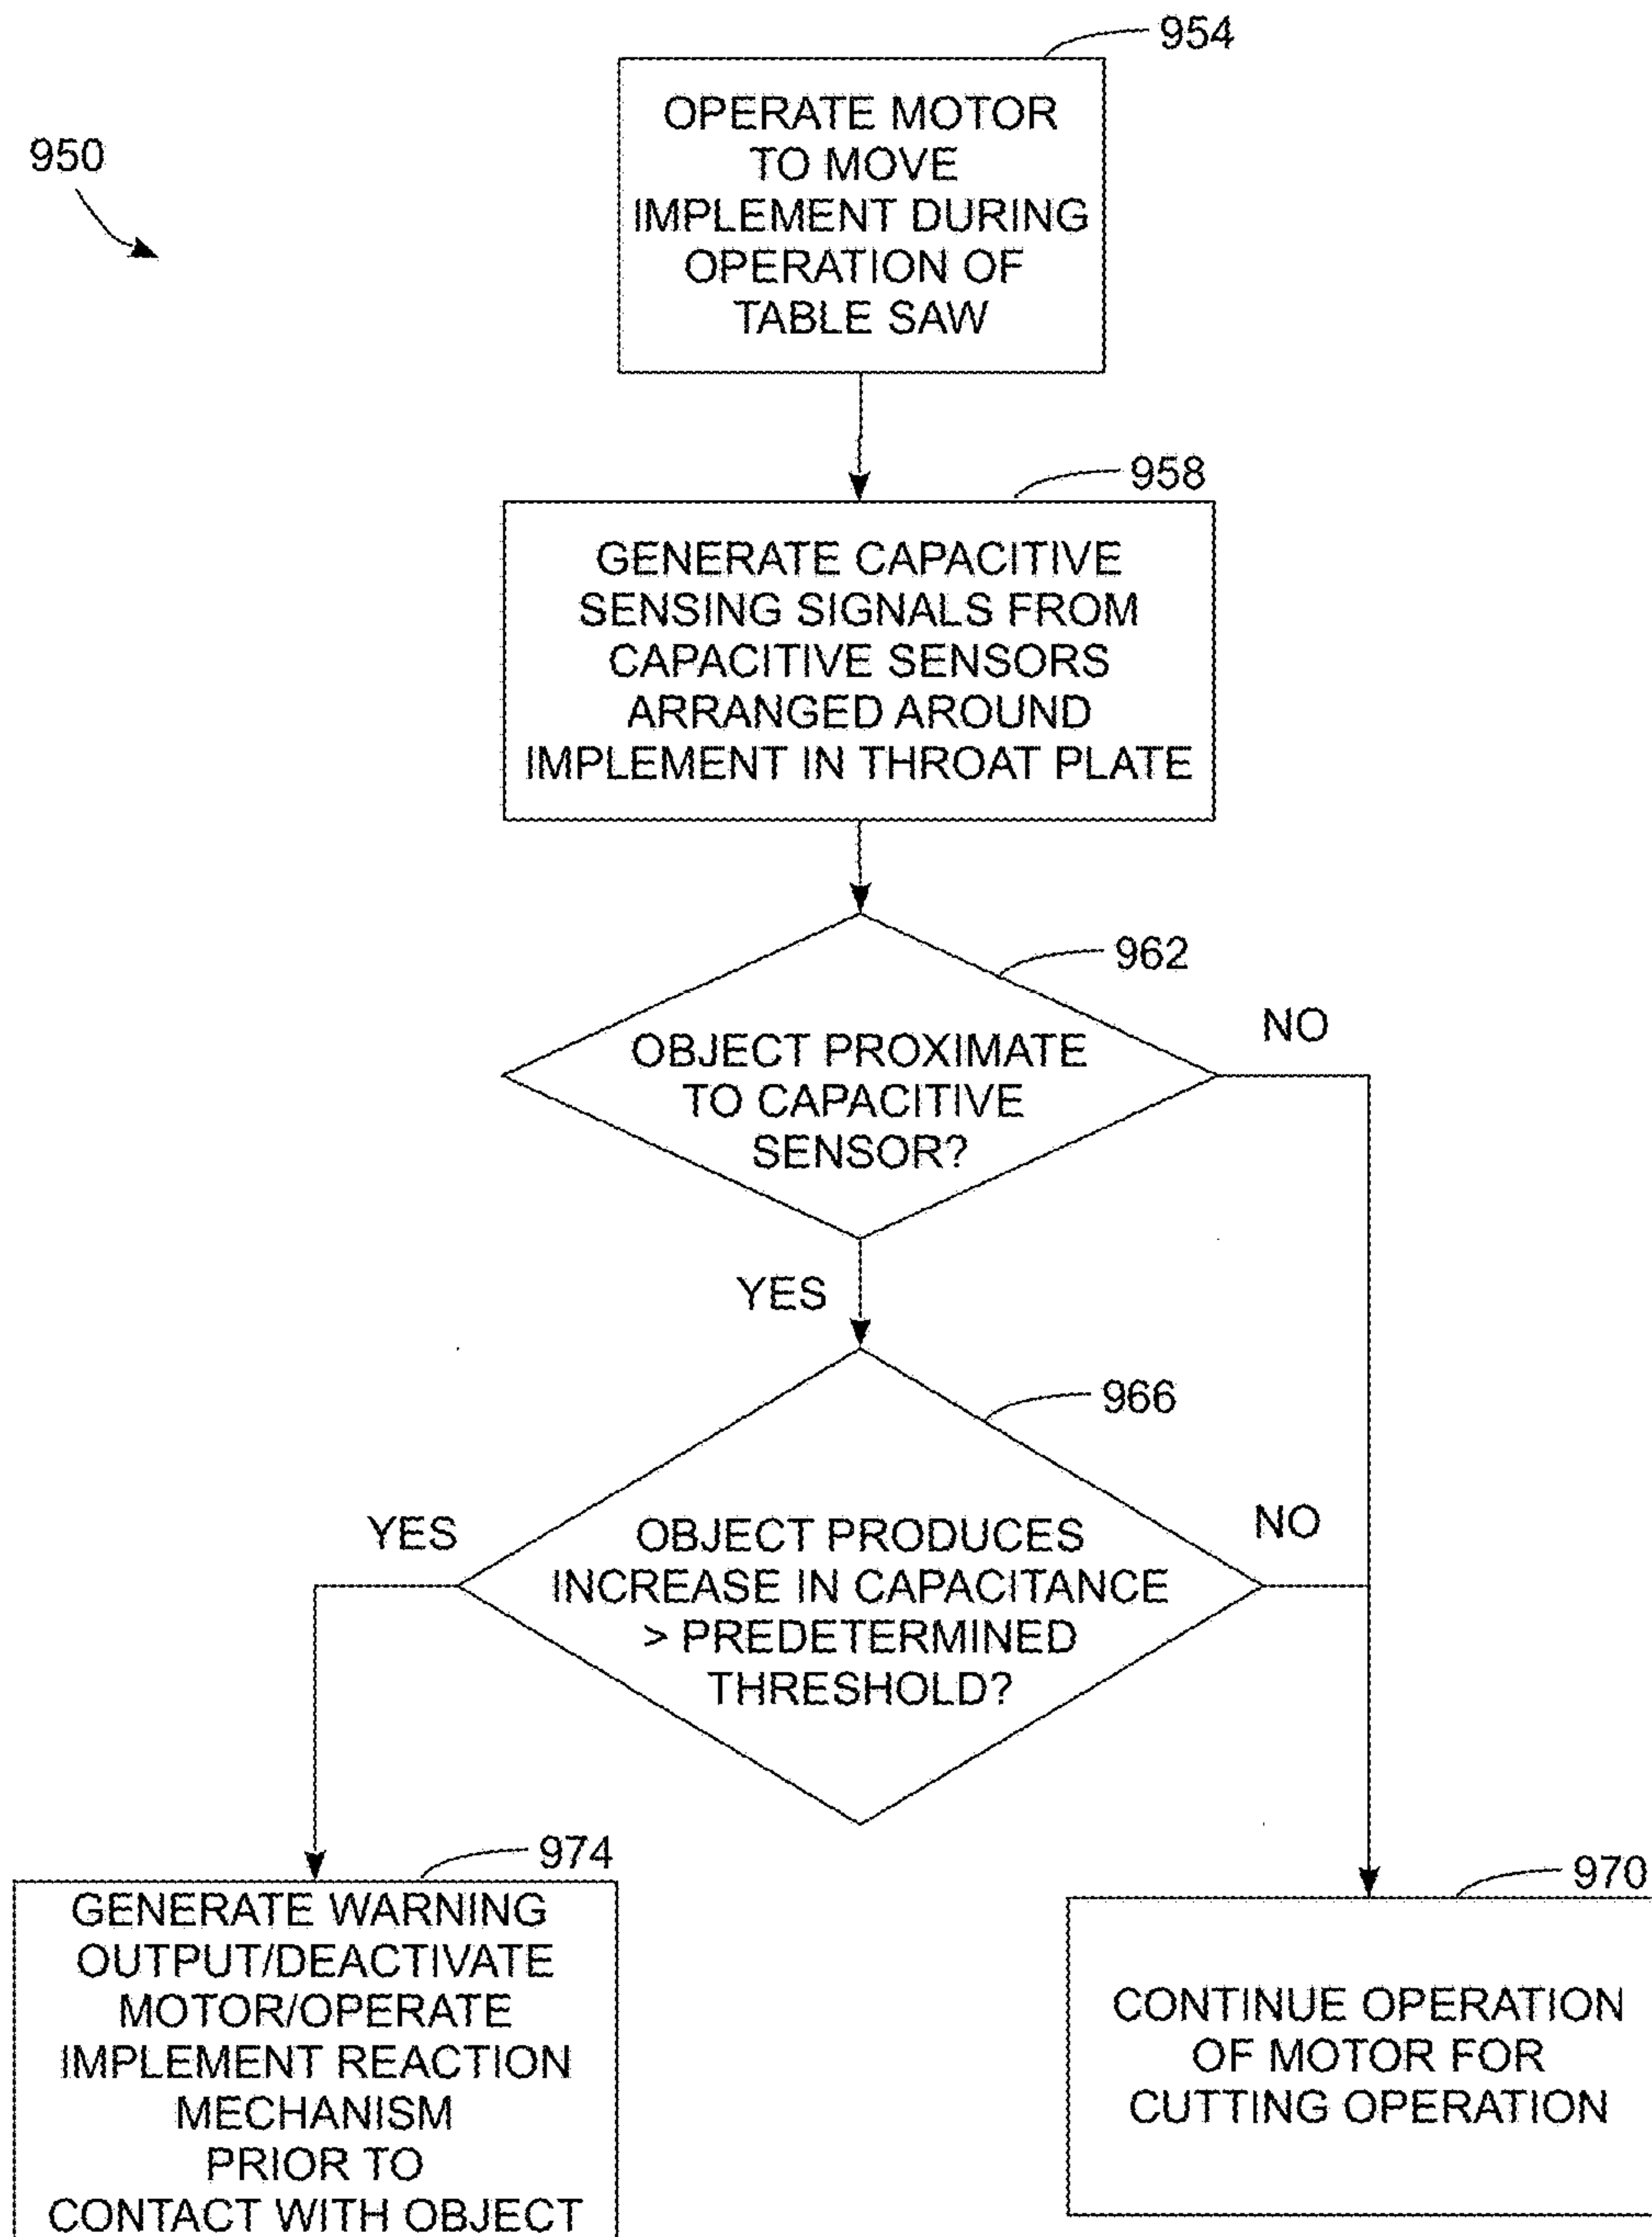 954
950
OPERATE MOTOR
TO MOVE
IMPLEMENT DURING
OPERATION OF
TABLE SAW
958
GENERATE CAPACITIVE
SENSING SIGNALS FROM
CAPACITIVE SENSORS
ARRANGED AROUND
IMPLEMENT IN THROAT PLATE
962
NO
OBJECT PROXIMATE
TO CAPACITIVE
SENSOR?
YES
966
YES
NO
OBJECT PRODUCES
INCREASE IN CAPACITANCE
> PREDETERMINED
THRESHOLD?
974
GENERATE WARNING
OUTPUT/DEACTIVATE
MOTOR/OPERATE
IMPLEMENT REACTION
MECHANISM
PRIOR TO
CONTACT WITH OBJECT
970
CONTINUE OPERATION
OF MOTOR FOR
CUTTING OPERATION